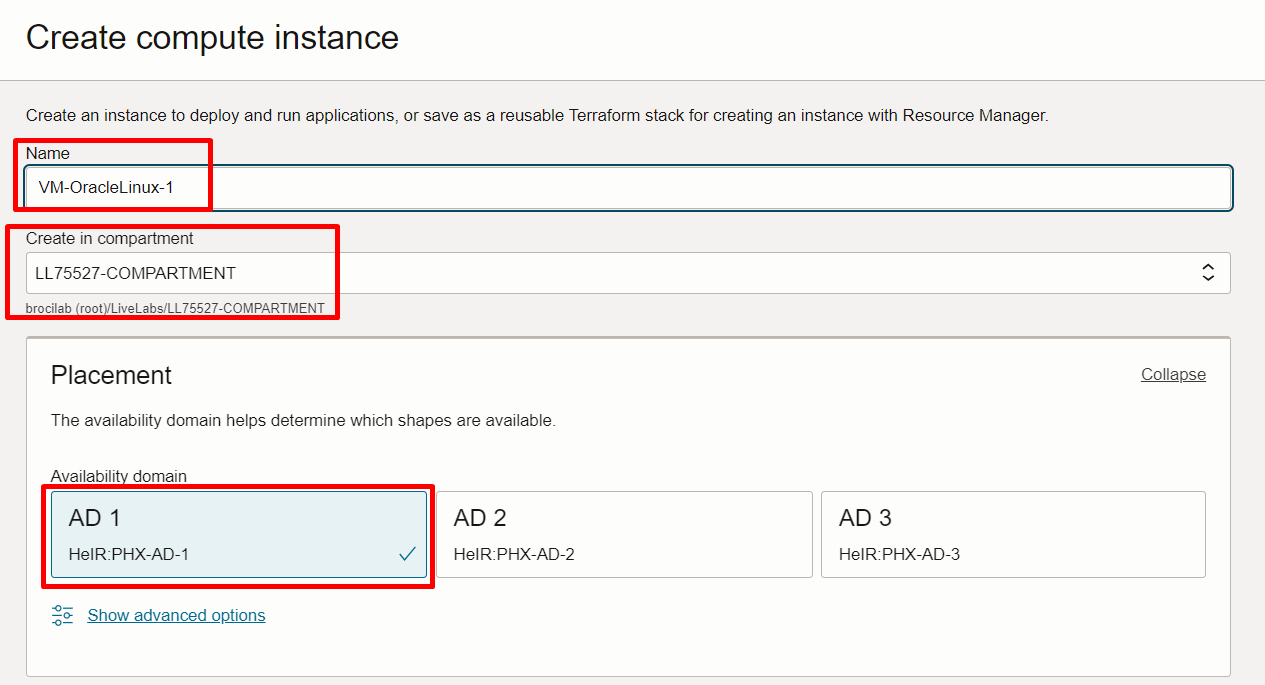 Create compute instance
Create an instance to deploy and run applications, or save as a reusable Terraform stack for creating an instance with Resource Manager.
Name
VM-OracleLinux-1
Create in compartment
LL75527-COMPARTMENT
brocilab (root)/LiveLabs/LL75527-COMPARTMENT
Placement
Collapse
The availability domain helps determine which shapes are available.
Availability domain
AD 1
HeIR:PHX-AD-1
AD 2
HeIR:PHX-AD-2
AD 3
HeIR:PHX-AD-3
Show advanced options